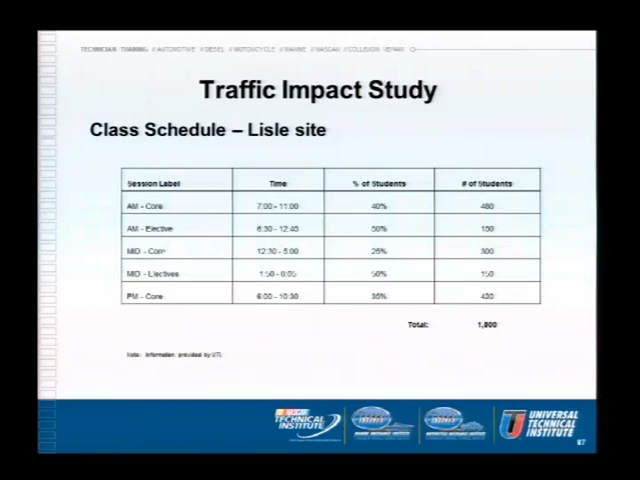 TECHNICIAN TRAINING // AUTOMOTIVE // DIESEL // MOTORCYCLE // MARINE // NASCAR // COLLISION REPAIR
Traffic Impact Study
Class Schedule – Lisle site
Session Label Time % of Students # of Students
AM - Core 7:00 - 11:00 40% 480
AM - Elective 50%
MID - Core 12:30 - 5:00 25% 300
MID - Electives 50% 150
PM - Core 6:00 - 10:30 35% 420
Total:
Note: Information provided by UTI.
NASCAR
TECHNICAL
INSTITUTE
UNIVERSAL
TECHNICAL
INSTITUTE